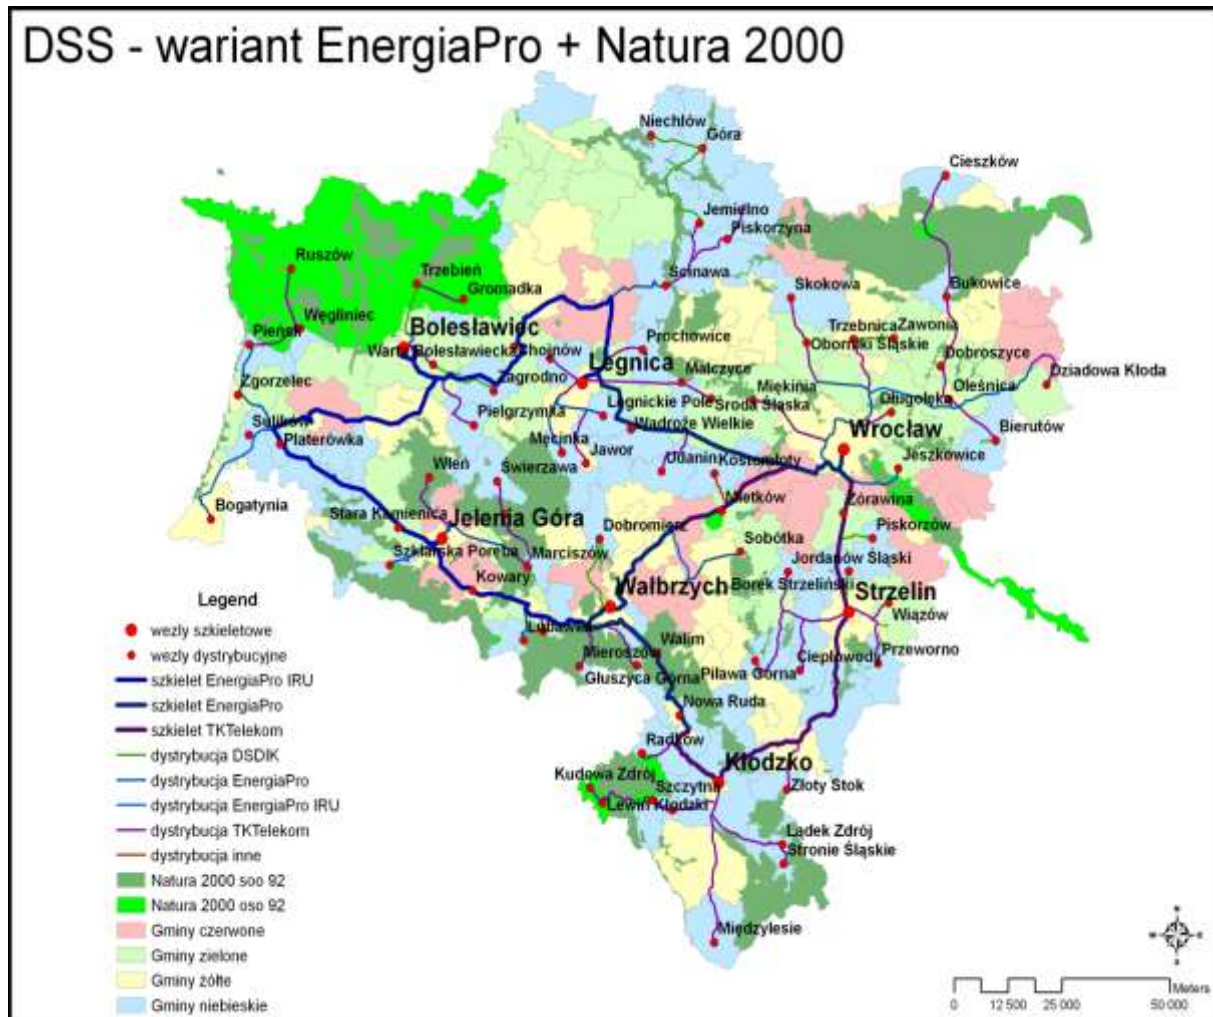 DSS - wariant EnergiaPro + Natura 2000
Niechlów
Góra
Cieszków
Jemielno
Piskorzyna
Ruszów
Trzebień
Gromadka
Ścinawa
Skokowa
Bukowice
Węgliniec
Pieńsk
Bolesławiec
Prochowice
Trzebnica
Zawonia
Oborniki Śląskie
Warta Bolesławiecka
Chojnów
Legnica
Malczyce
Dobroszyce
Dziadowa Kłoda
Zgorzelec
Zagrodno
Miękinia
Oleśnica
Pielgrzymka
Legnickie Pole
Środa Śląska
Długołęka
Sulików
Wądroże Wielkie
Wrocław
Bierutów
Platerówka
Męcinka
Jawor
Udanin
Kostomłoty
Jeszkowice
Wleń
Świerzawa
Bogatynia
Mietków
Żórawina
Stara Kamienica
Jelenia Góra
Dobromierz
Piskorzów
Szklarska Poręba
Marciszów
Sobótka
Jordanów Śląski
Kowary
Wałbrzych
Borek Strzeliński
Strzelin
Wiązów
Lubawka
Walim
Mieroszów
Głuszyca Górna
Piława Górna
Ciepłowody
Przeworno
Nowa Ruda
Radków
Kłodzko
Kudowa Zdrój
Szczytna
Złoty Stok
Lewin Kłodzki
Lądek Zdrój
Stronie Śląskie
Międzylesie
Legend
wezly szkieletowe
wezly dystrybucyjne
szkielet EnergiaPro IRU
szkielet EnergiaPro
szkielet TKTelekom
dystrybucja DSDIK
dystrybucja EnergiaPro
dystrybucja EnergiaPro IRU
dystrybucja TKTelekom
dystrybucja inne
Natura 2000 soo 92
Natura 2000 oso 92
Gminy czerwone
Gminy zielone
Gminy żółte
Gminy niebieskie
Meters
0 12 500 25 000 50 000